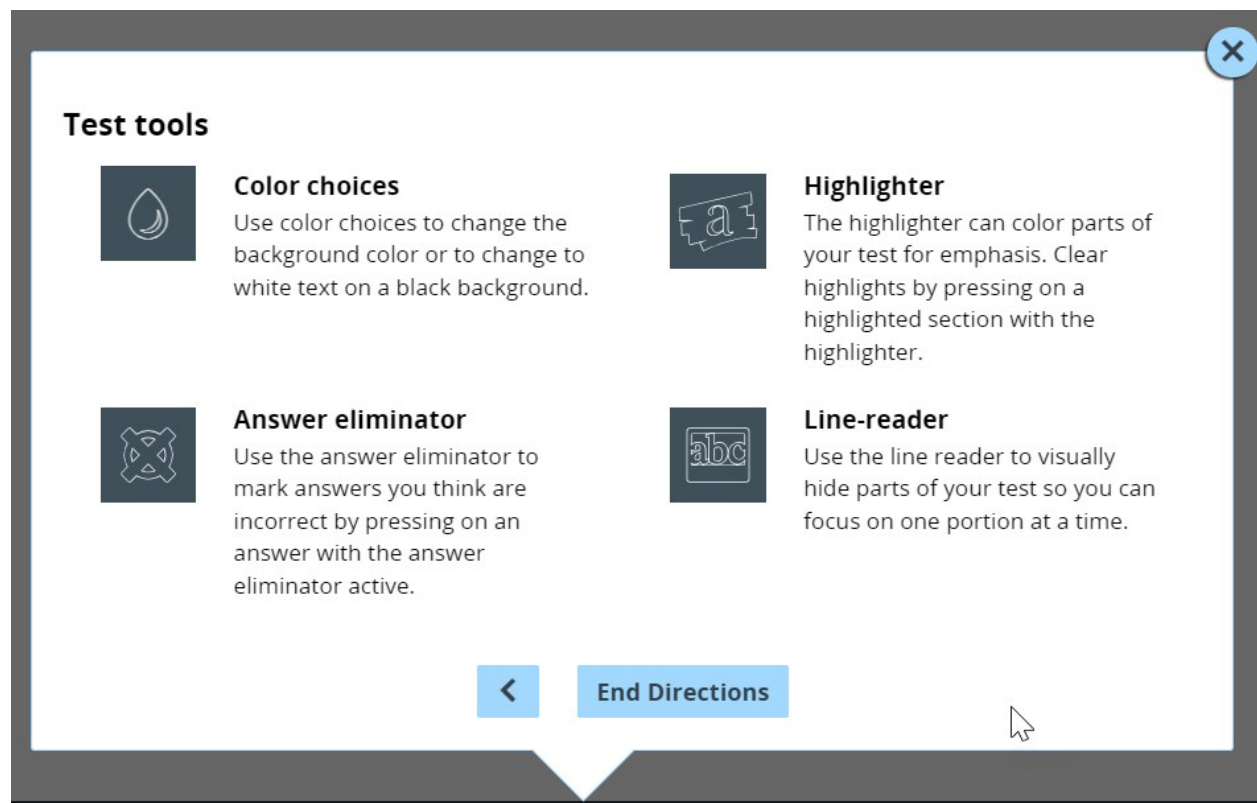 Test tools
Color choices
Use color choices to change the
background color or to change to
white text on a black background.
a
Highlighter
The highlighter can color parts of
your test for emphasis. Clear
highlights by pressing on a
highlighted section with the
highlighter.
Answer eliminator
Use the answer eliminator to
mark answers you think are
incorrect by pressing on an
answer with the answer
eliminator active.
abc
Line-reader
Use the line reader to visually
hide parts of your test so you can
focus on one portion at a time.
End Directions